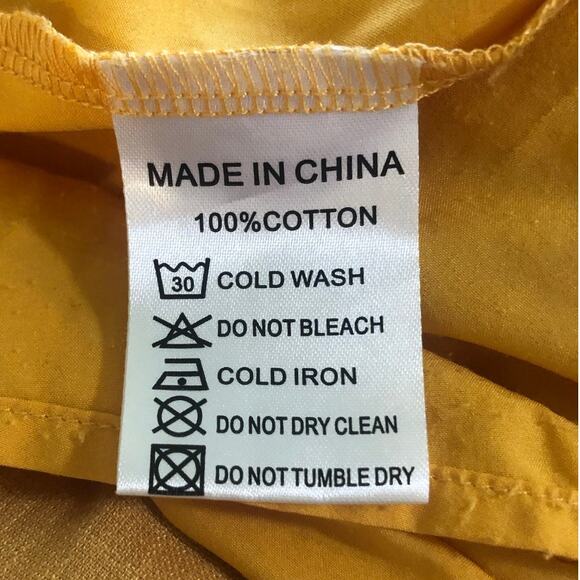 MADE IN CHINA
100%COTTON
30 COLD WASH
DO NOT BLEACH
COLD IRON
DO NOT DRY CLEAN
DO NOT TUMBLE DRY